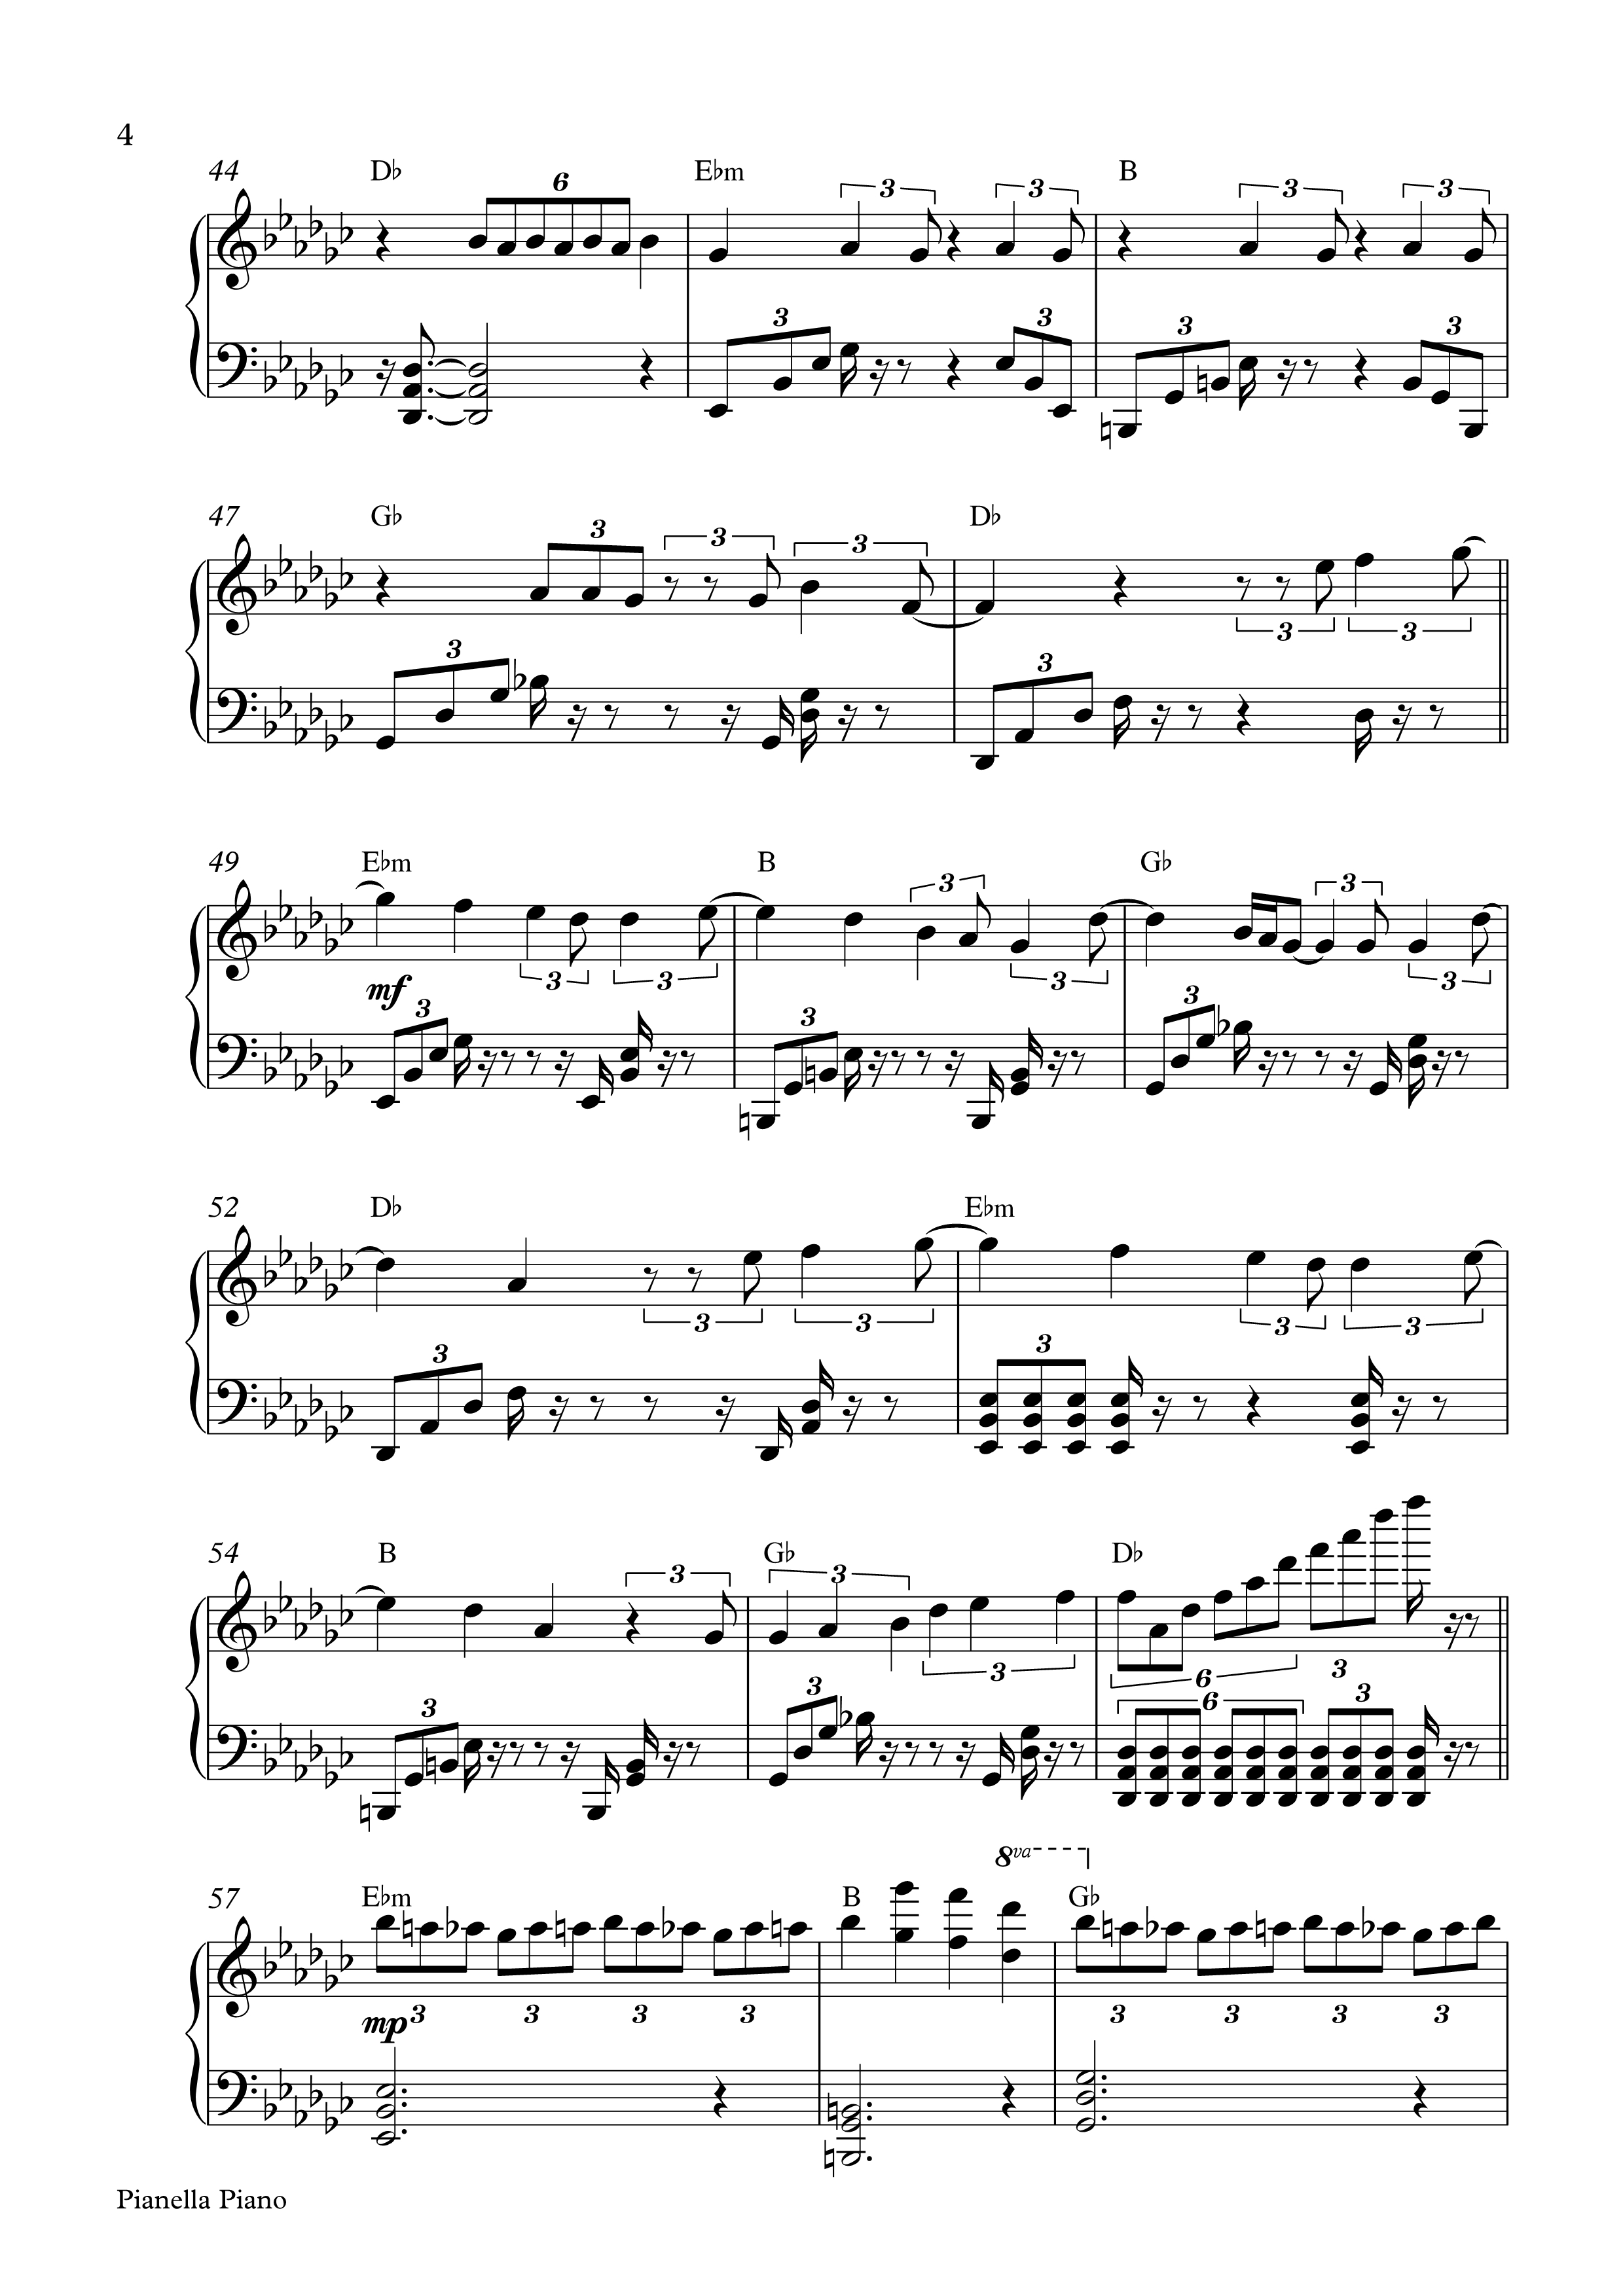 4
44 D♭ 6 E♭m 3 3 B 3 3
3 3 3 3
47 G♭ 3 3 3 D♭
3 3 3 3
49 E♭m B 3 G♭ 3
mf 3 3 3 3 3 3 3
52 D♭ E♭m
3 3 3 3 3 3
54 B 3 G♭ 3 D♭
3 3 3 6 3
6 3
8va
57 E♭m B G♭
mp 3 3 3 3 3 3 3 3
Pianella Piano